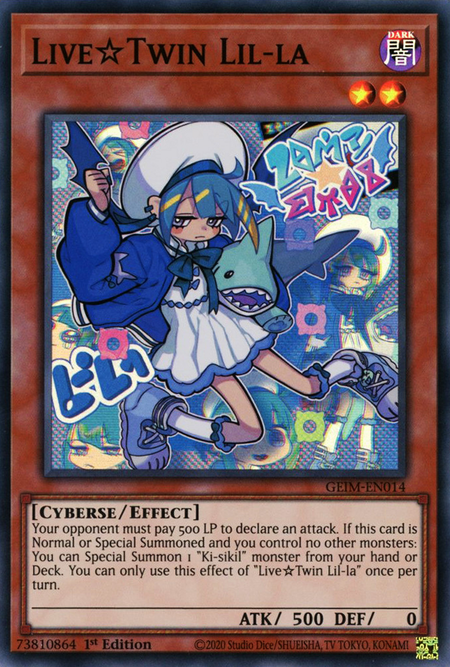 LIVE☆TWIN LIL-LA
DARK
闇
GEIM-EN014
[CYBERSE/EFFECT]
Your opponent must pay 500 LP to declare an attack. If this card is
Normal or Special Summoned and you control no other monsters:
You can Special Summon 1 "Ki-sikil" monster from your hand or
Deck. You can only use this effect of "Live☆Twin Lil-la" once per
turn.
ATK/ 500 DEF/ 0
73810864 1st Edition ©2020 Studio Dice/SHUEISHA, TV TOKYO, KONAMI